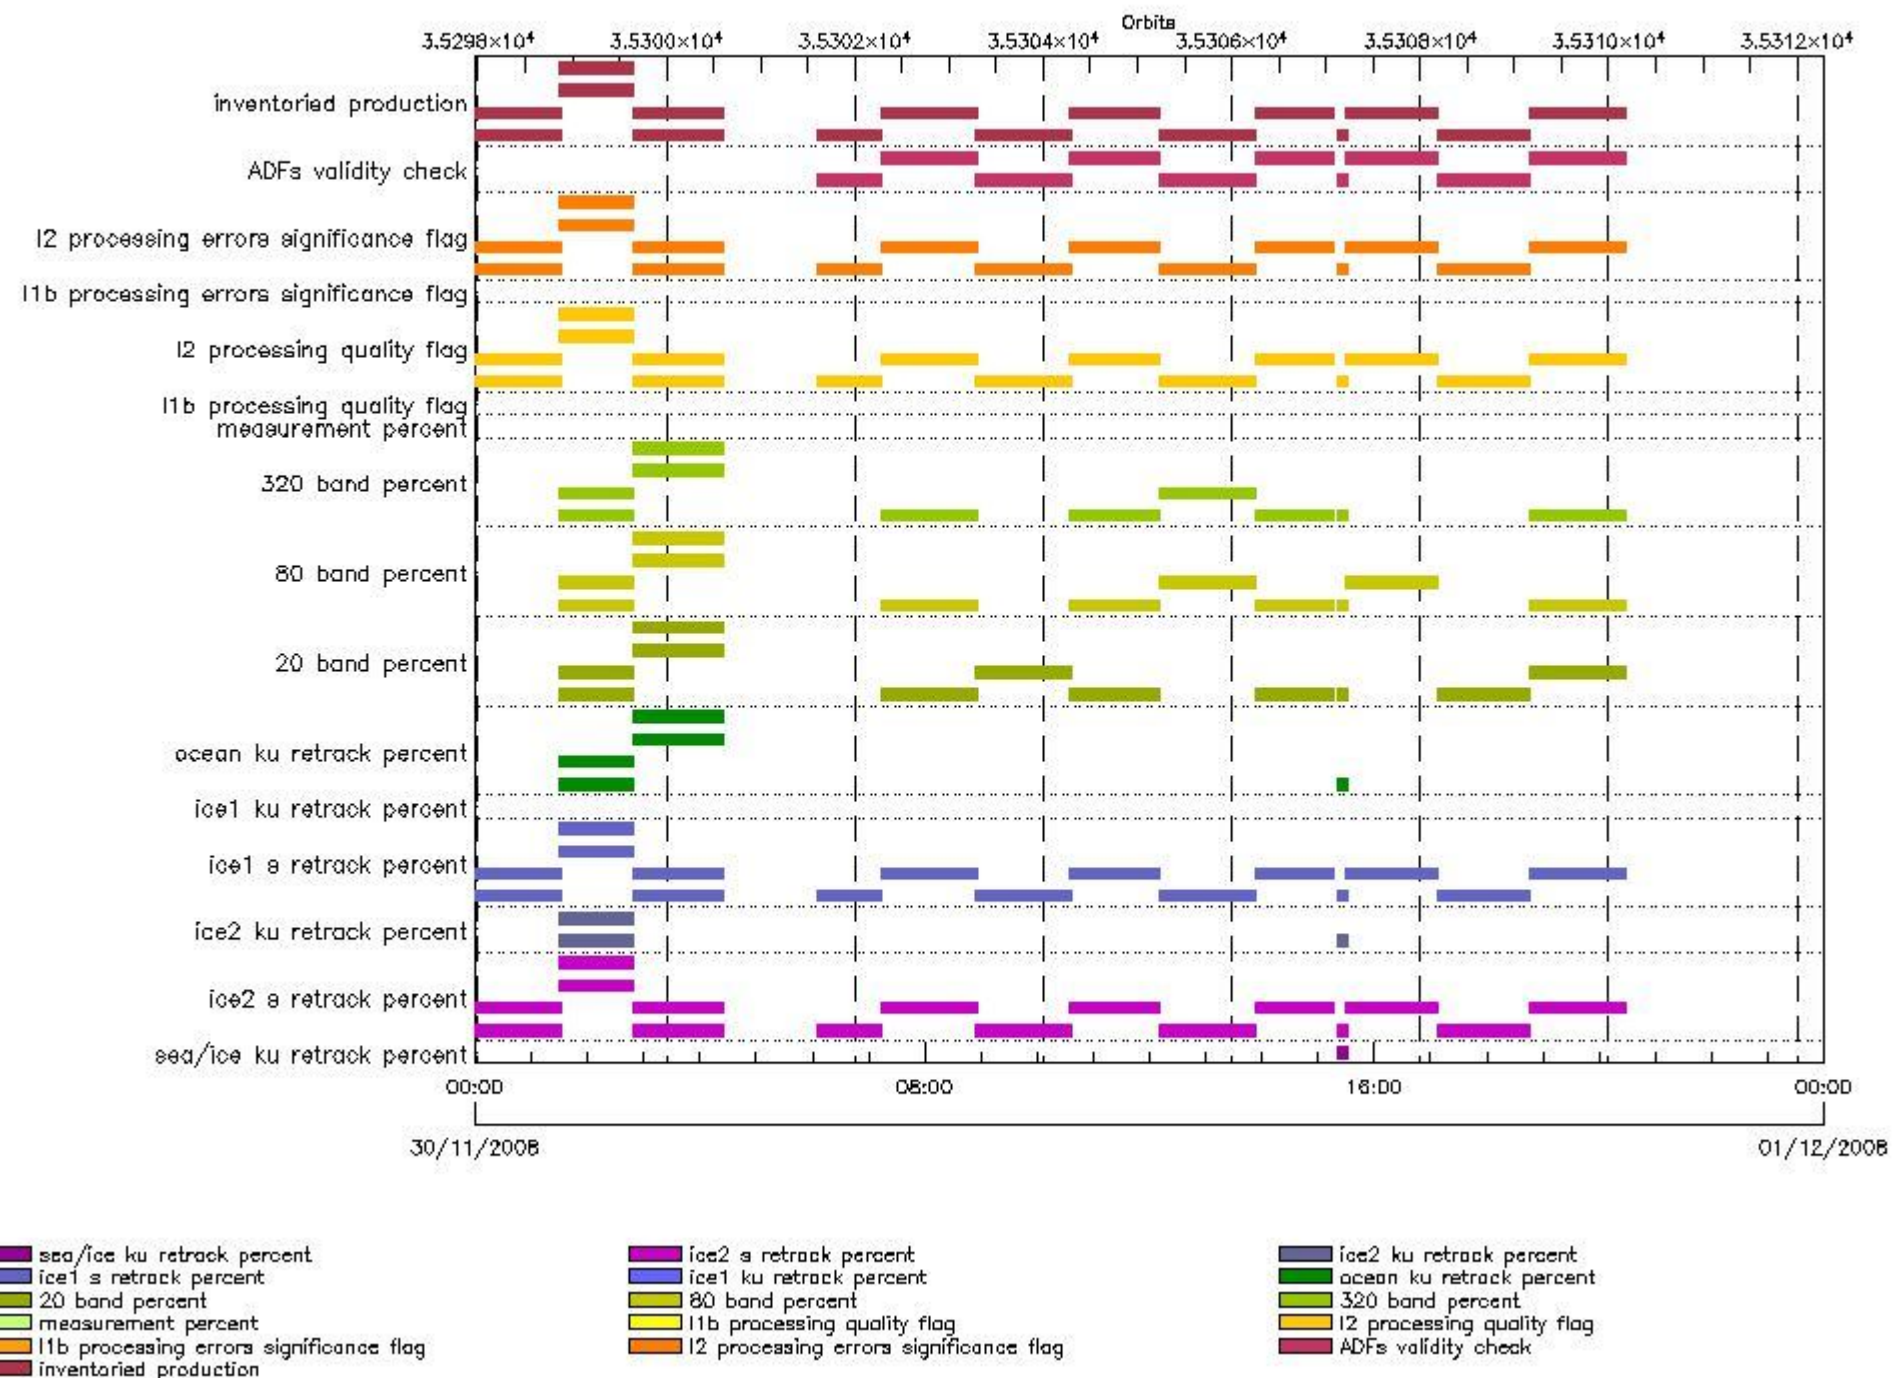 Orbits
3.5298×10⁴ 3.5300×10⁴ 3.5302×10⁴ 3.5304×10⁴ 3.5306×10⁴ 3.5308×10⁴ 3.5310×10⁴ 3.5312×10⁴
inventoried production
ADFs validity check
l2 processing errors significance flag
l1b processing errors significance flag
l2 processing quality flag
l1b processing quality flag
measurement percent
320 band percent
80 band percent
20 band percent
ocean ku retrack percent
ice1 ku retrack percent
ice1 s retrack percent
ice2 ku retrack percent
ice2 s retrack percent
sea/ice ku retrack percent
00:00 08:00 16:00 00:00
30/11/2008 01/12/2008
sea/ice ku retrack percent ice2 s retrack percent ice2 ku retrack percent
ice1 s retrack percent ice1 ku retrack percent ocean ku retrack percent
20 band percent 80 band percent 320 band percent
measurement percent l1b processing quality flag l2 processing quality flag
l1b processing errors significance flag l2 processing errors significance flag ADFs validity check
inventoried production